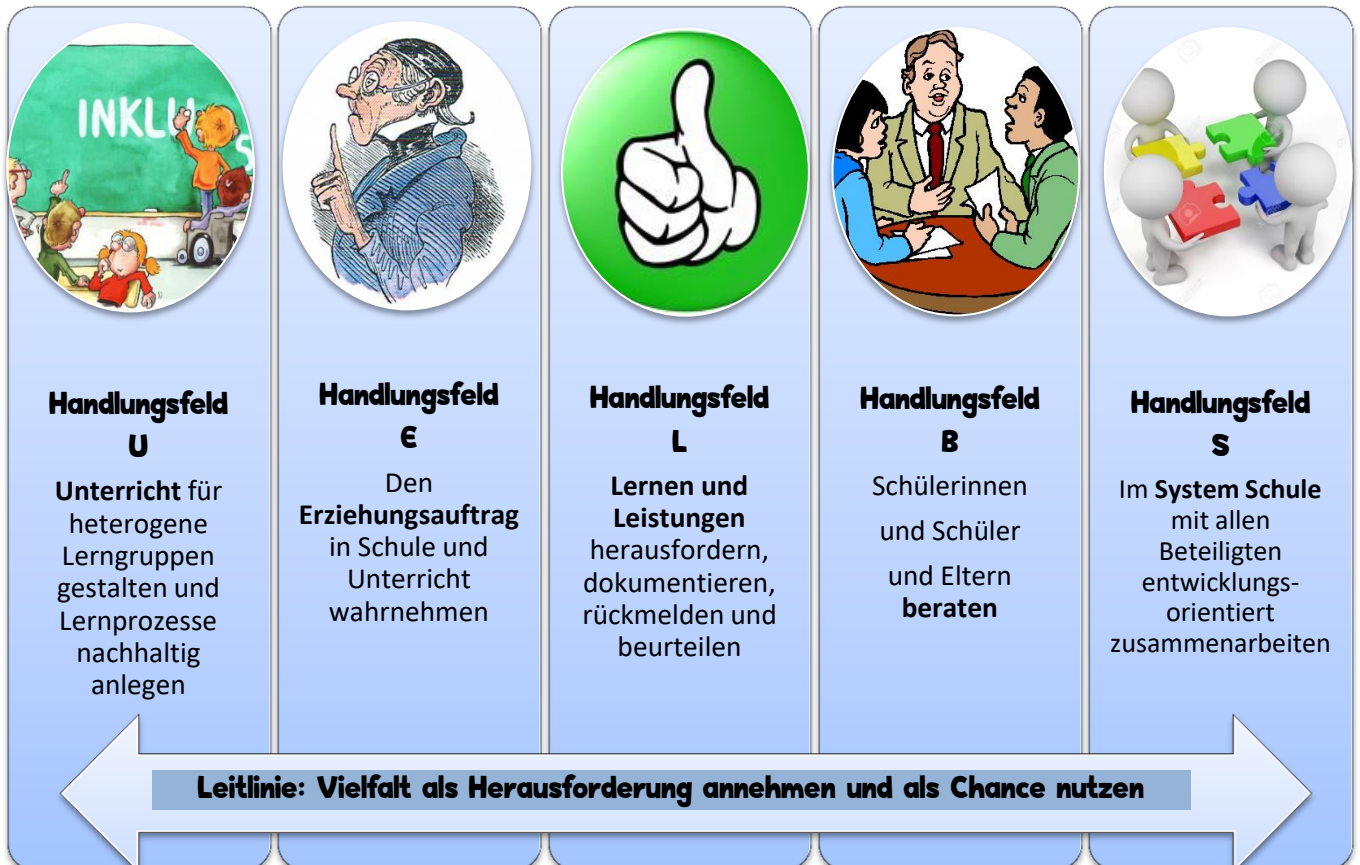 INKLU
S
Handlungsfeld
U
Unterricht für
heterogene
Lerngruppen
gestalten und
Lernprozesse
nachhaltig
anlegen
Handlungsfeld
E
Den
Erziehungsauftrag
in Schule und
Unterricht
wahrnehmen
Handlungsfeld
L
Lernen und
Leistungen
herausfordern,
dokumentieren,
rückmelden und
beurteilen
Handlungsfeld
B
Schülerinnen
und Schüler
und Eltern
beraten
Handlungsfeld
S
Im System Schule
mit allen
Beteiligten
entwicklungs-
orientiert
zusammenarbeiten
Leitlinie: Vielfalt als Herausforderung annehmen und als Chance nutzen